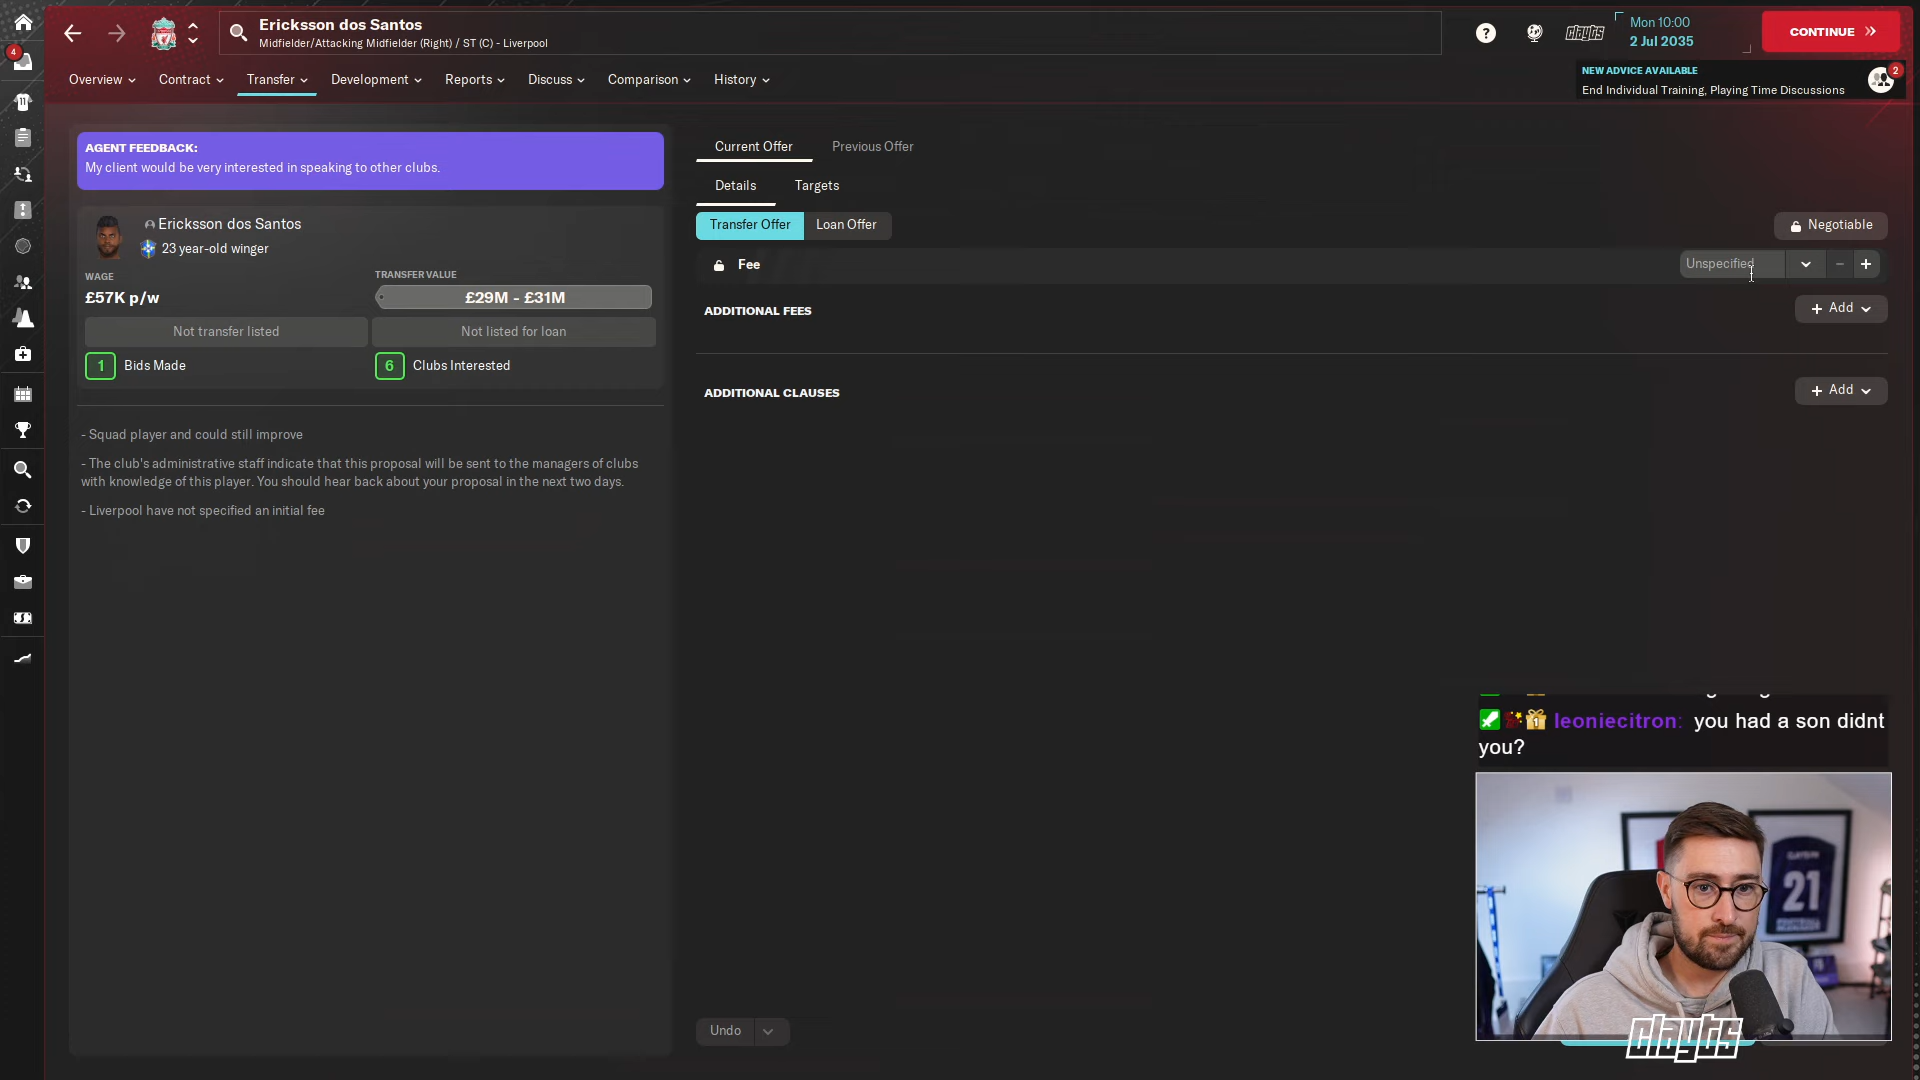 Ericksson dos Santos
Midfielder/Attacking Midfielder (Right) / ST (C) - Liverpool
clayts
Mon 10:00
2 Jul 2035
CONTINUE
4
11
Overview
Contract
Transfer
Development
Reports
Discuss
Comparison
History
NEW ADVICE AVAILABLE
End Individual Training, Playing Time Discussions
2
AGENT FEEDBACK:
My client would be very interested in speaking to other clubs.
Ericksson dos Santos
23 year-old winger
WAGE
£57K p/w
TRANSFER VALUE
£29M - £31M
Not transfer listed
Not listed for loan
1 Bids Made
6 Clubs Interested
- Squad player and could still improve
- The club's administrative staff indicate that this proposal will be sent to the managers of clubs
with knowledge of this player. You should hear back about your proposal in the next two days.
- Liverpool have not specified an initial fee
Current Offer
Previous Offer
Details
Targets
Transfer Offer
Loan Offer
Negotiable
Fee
Unspecified
ADDITIONAL FEES
+ Add
ADDITIONAL CLAUSES
+ Add
Undo
leoniecitron: you had a son didnt
you?
21
clayts